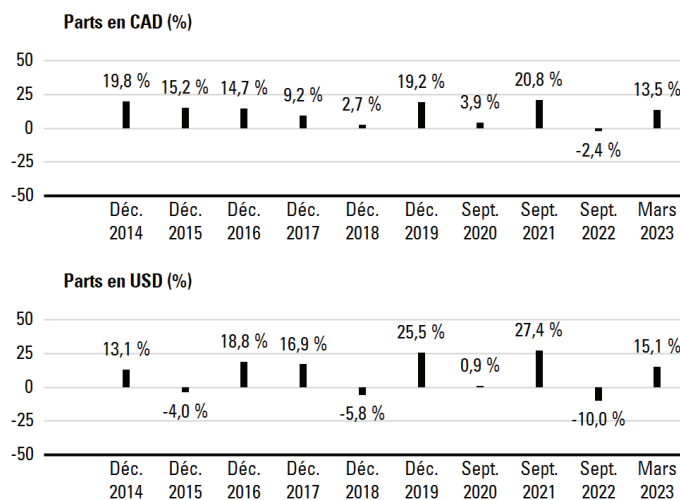 Parts en CAD (%)
50
25
0
-25
-50
19,8 % 15,2 % 14,7 % 9,2 % 2,7 % 19,2 % 3,9 % 20,8 % -2,4 % 13,5 %
Déc. Déc. Déc. Déc. Déc. Déc. Sept. Sept. Sept. Mars
2014 2015 2016 2017 2018 2019 2020 2021 2022 2023
Parts en USD (%)
50
25
0
-25
-50
13,1 % -4,0 % 18,8 % 16,9 % -5,8 % 25,5 % 0,9 % 27,4 % -10,0 % 15,1 %
Déc. Déc. Déc. Déc. Déc. Déc. Sept. Sept. Sept. Mars
2014 2015 2016 2017 2018 2019 2020 2021 2022 2023